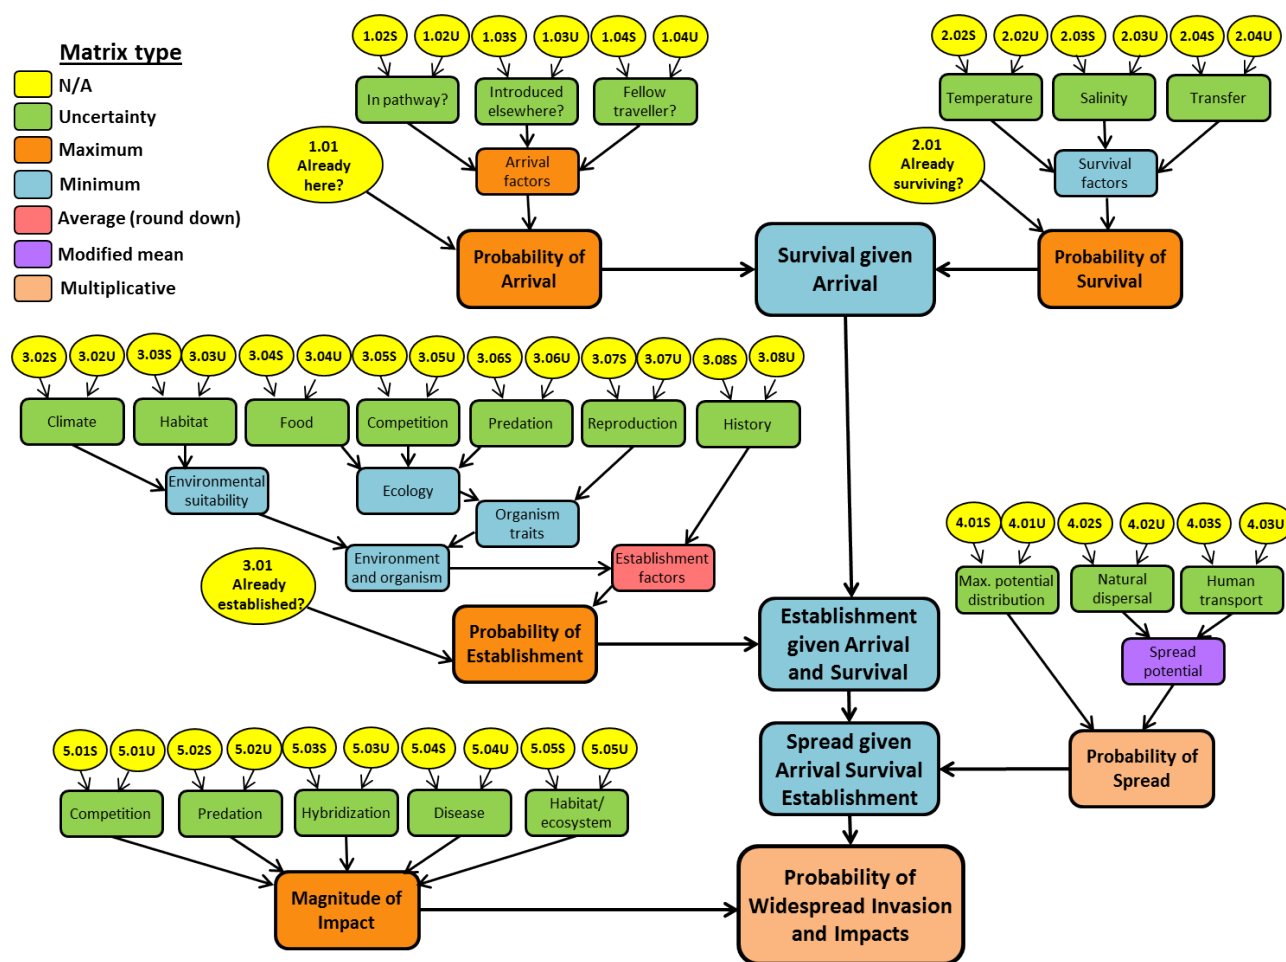 Matrix type
N/A
Uncertainty
Maximum
Minimum
Average (round down)
Modified mean
Multiplicative
1.02S
1.02U
1.03S
1.03U
1.04S
1.04U
In pathway?
Introduced
elsewhere?
Fellow
traveller?
1.01
Already
here?
Arrival
factors
Probability of
Arrival
2.02S
2.02U
2.03S
2.03U
2.04S
2.04U
Temperature
Salinity
Transfer
2.01
Already
surviving?
Survival
factors
Survival given
Arrival
Probability of
Survival
3.02S
3.02U
3.03S
3.03U
3.04S
3.04U
3.05S
3.05U
3.06S
3.06U
3.07S
3.07U
3.08S
3.08U
Climate
Habitat
Food
Competition
Predation
Reproduction
History
Environmental
suitability
Ecology
Organism
traits
Environment
and organism
Establishment
factors
3.01
Already
established?
Probability of
Establishment
Establishment
given Arrival
and Survival
4.01S
4.01U
4.02S
4.02U
4.03S
4.03U
Max. potential
distribution
Natural
dispersal
Human
transport
Spread
potential
Probability of
Spread
Spread given
Arrival Survival
Establishment
5.01S
5.01U
5.02S
5.02U
5.03S
5.03U
5.04S
5.04U
5.05S
5.05U
Competition
Predation
Hybridization
Disease
Habitat/
ecosystem
Magnitude of
Impact
Probability of
Widespread Invasion
and Impacts